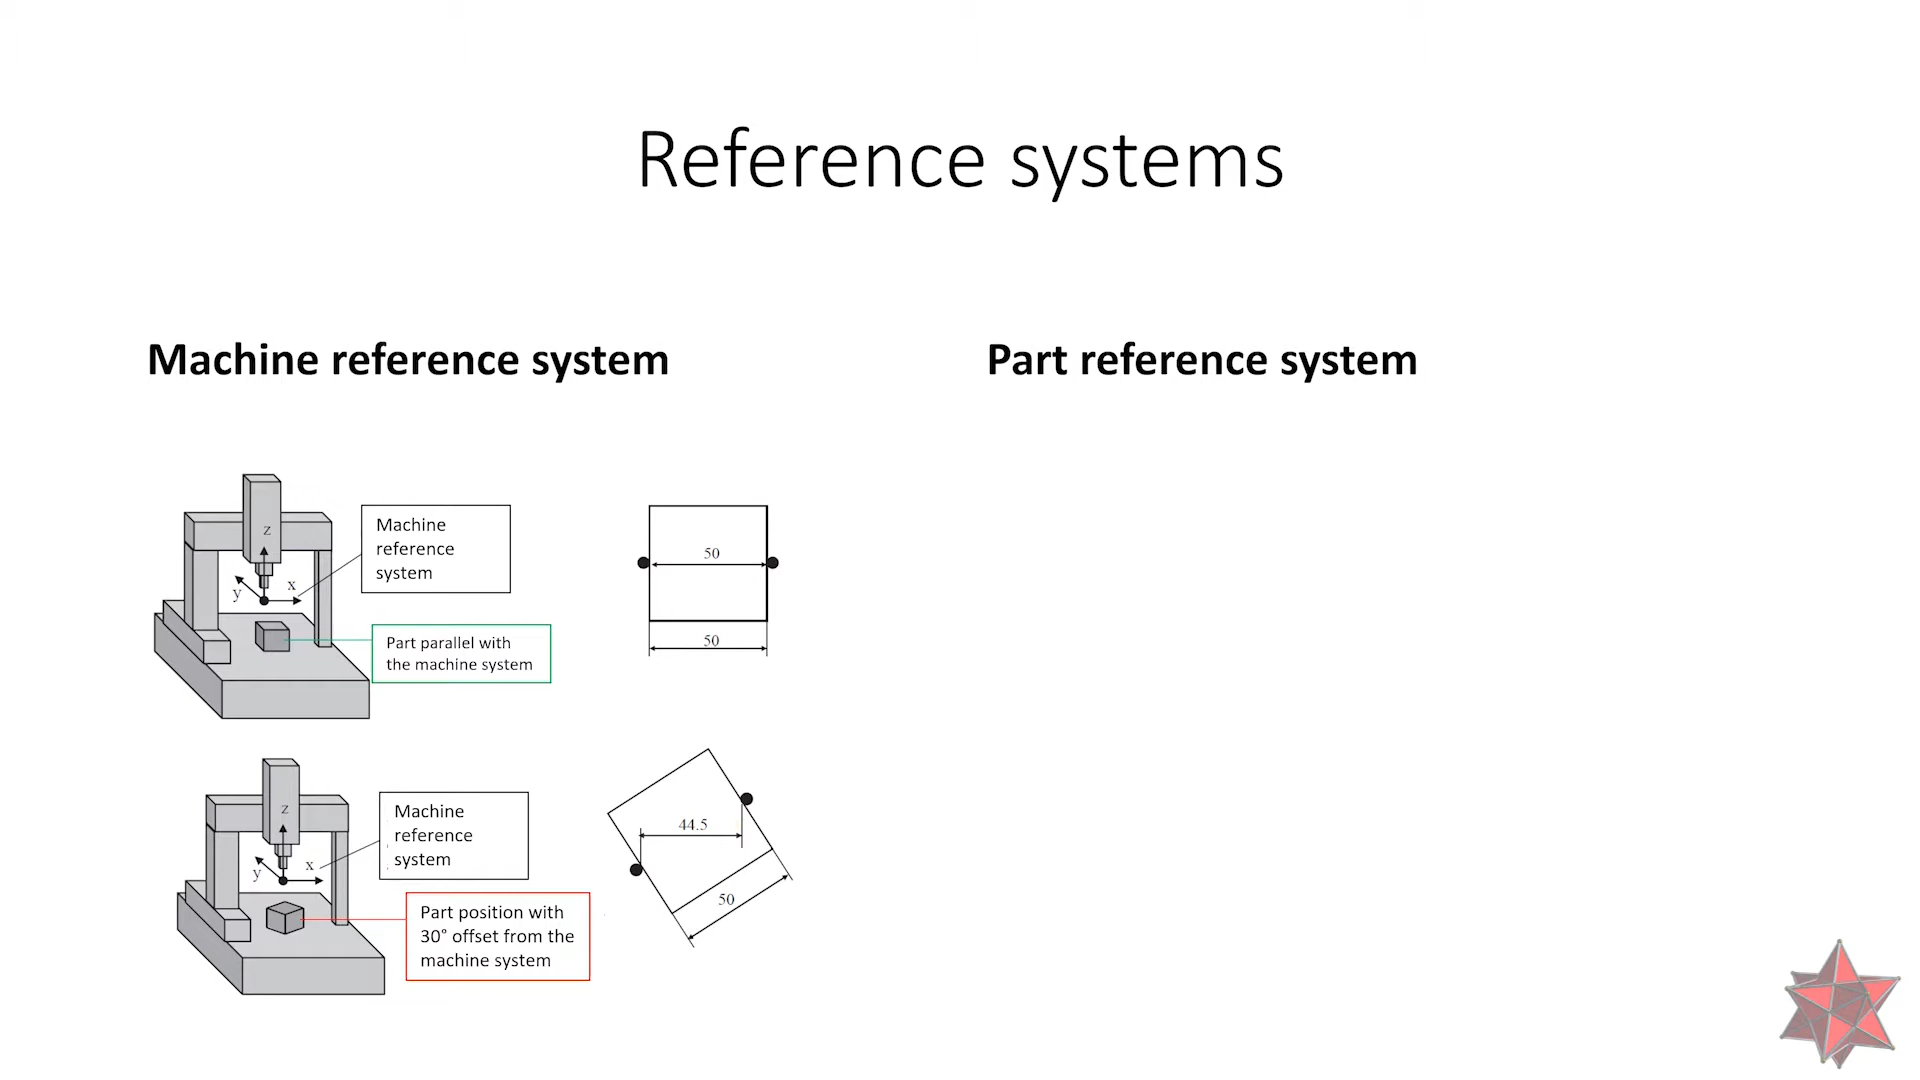 Reference systems
Machine reference system
Part reference system
z
y
x
Machine
reference
system
Part parallel with
the machine system
50
50
z
y
x
Machine
reference
system
Part position with
30° offset from the
machine system
44.5
50